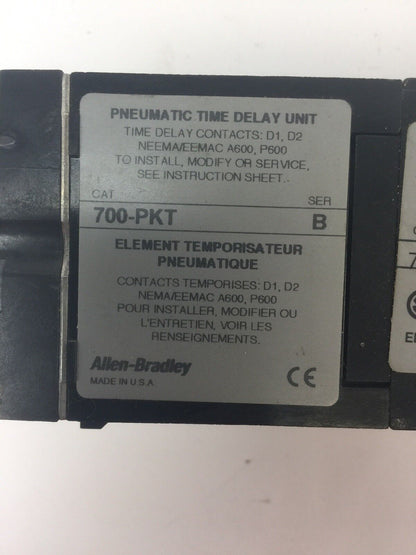 PNEUMATIC TIME DELAY UNIT
TIME DELAY CONTACTS: D1, D2
NEEMA/EEMAC A600, P600
TO INSTALL, MODIFY OR SERVICE,
SEE INSTRUCTION SHEET.
CAT SER
700-PKT B
ELEMENT TEMPORISATEUR
PNEUMATIQUE
CONTACTS TEMPORISES: D1, D2
NEMA/EEMAC A600, P600
POUR INSTALLER, MODIFIER OU
L'ENTRETIEN, VOIR LES
RENSEIGNEMENTS.
Allen-Bradley
MADE IN U.S.A. CE
7